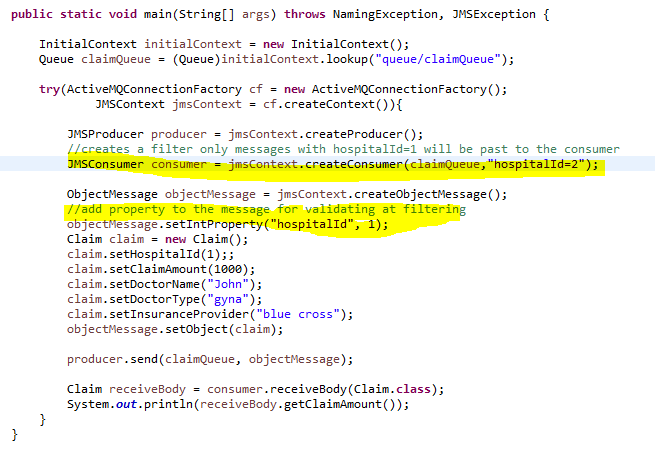 public static void main(String[] args) throws NamingException, JMSException {
InitialContext initialContext = new InitialContext();
Queue claimQueue = (Queue)initialContext.lookup("queue/claimQueue");
try(ActiveMQConnectionFactory cf = new ActiveMQConnectionFactory();
JMSContext jmsContext = cf.createContext()){
JMSProducer producer = jmsContext.createProducer();
//creates a filter only messages with hospitalId=1 will be past to the consumer
JMSConsumer consumer = jmsContext.createConsumer(claimQueue,"hospitalId=2");
ObjectMessage objectMessage = jmsContext.createObjectMessage();
//add property to the message for validating at filtering
objectMessage.setIntProperty("hospitalId", 1);
Claim claim = new Claim();
claim.setHospitalId(1);;
claim.setClaimAmount(1000);
claim.setDoctorName("John");
claim.setDoctorType("gyna");
claim.setInsuranceProvider("blue cross");
objectMessage.setObject(claim);
producer.send(claimQueue, objectMessage);
Claim receiveBody = consumer.receiveBody(Claim.class);
System.out.println(receiveBody.getClaimAmount());
}
}